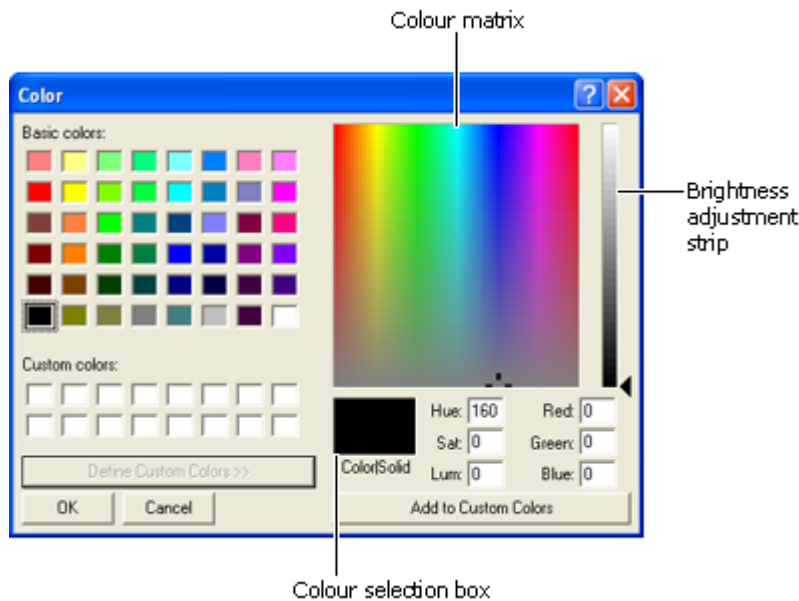 Colour matrix
Color
Basic colors:
Brightness
adjustment
strip
Custom colors:
Hue: 160 Red: 0
Sat: 0 Green: 0
Color|Solid Lum: 0 Blue: 0
Define Custom Colors >>
OK Cancel Add to Custom Colors
Colour selection box